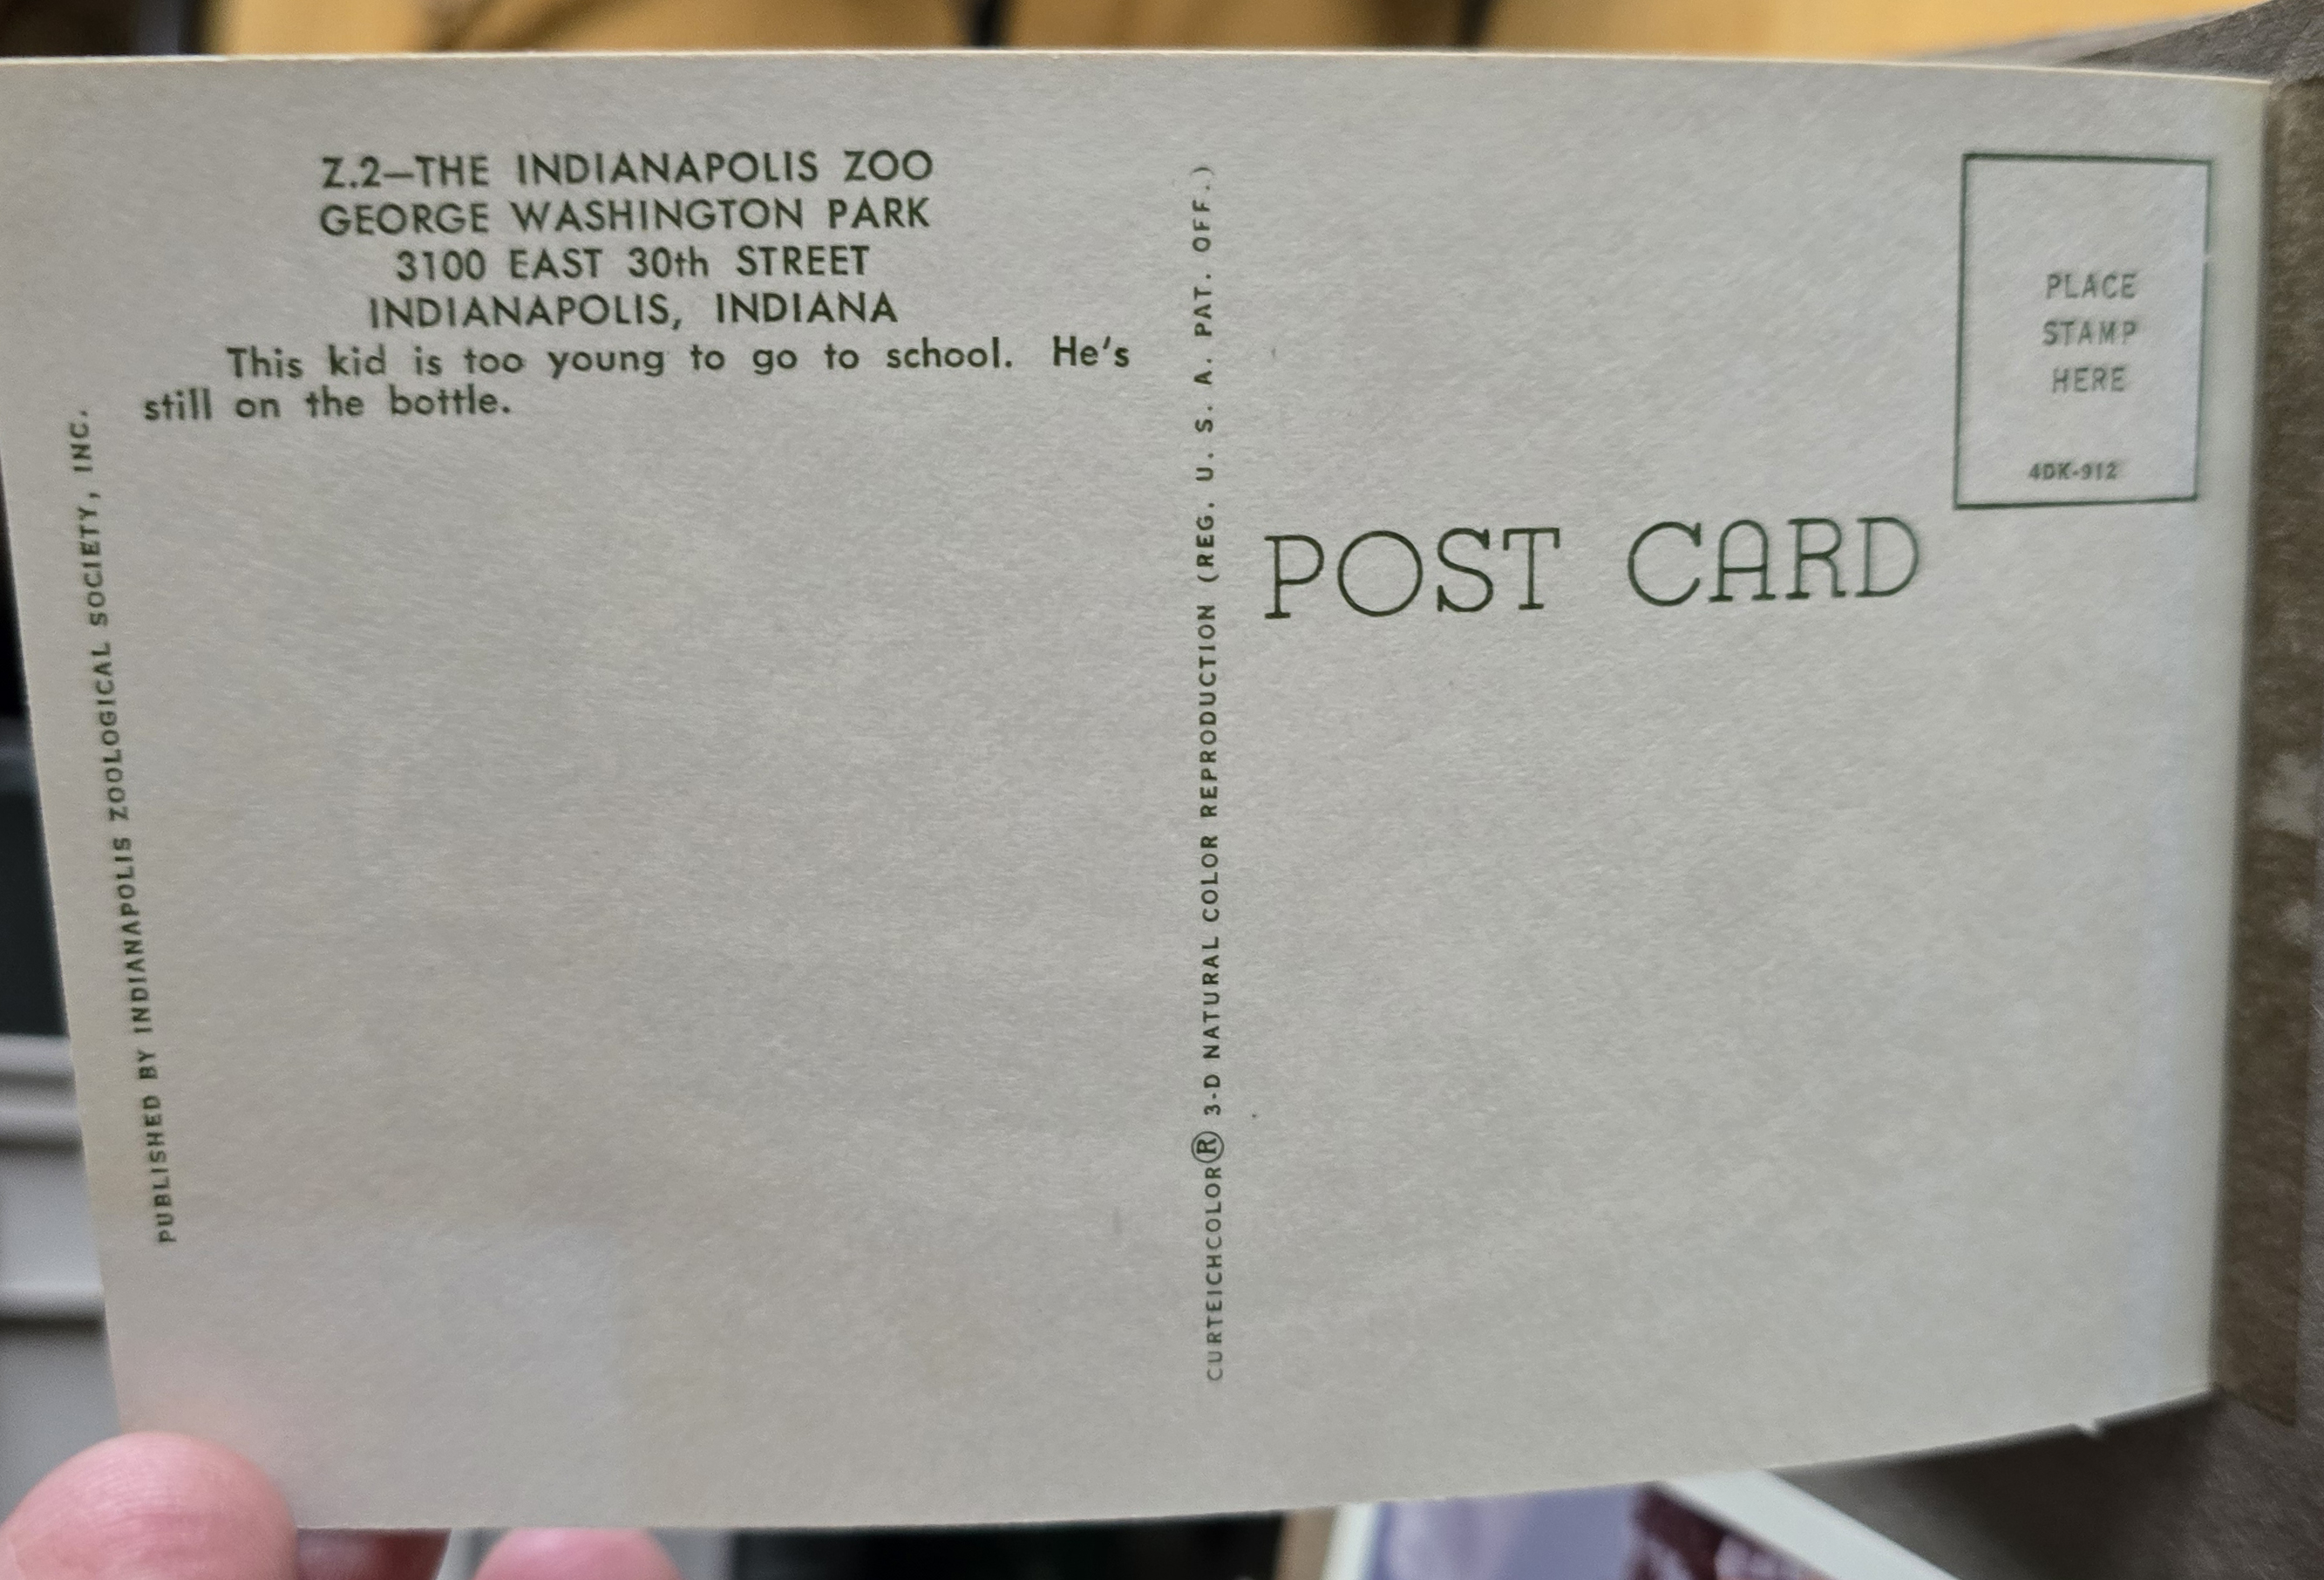 Z.2—THE INDIANAPOLIS ZOO
GEORGE WASHINGTON PARK
3100 EAST 30th STREET
INDIANAPOLIS, INDIANA
This kid is too young to go to school. He's
still on the bottle.
PUBLISHED BY INDIANAPOLIS ZOOLOGICAL SOCIETY, INC.
CURTEICHCOLOR® 3-D NATURAL COLOR REPRODUCTION (REG. U. S. A. PAT. OFF.)
PLACE
STAMP
HERE
4DK-912
POST CARD